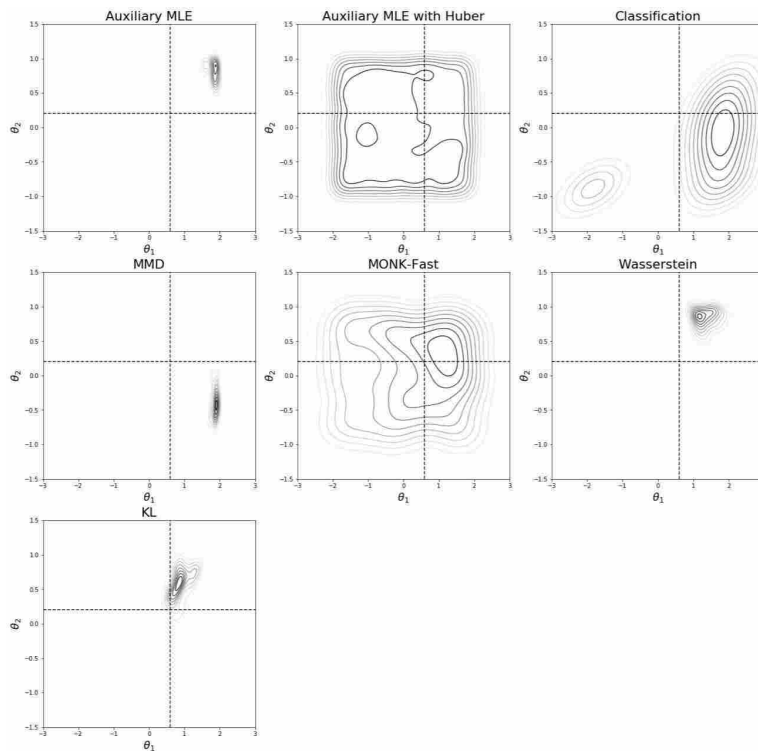 Auxiliary MLE
1.5
1.0
0.5
0.0
−0.5
−1.0
−1.5
θ2
−3 −2 −1 0 1 2 3
θ1
Auxiliary MLE with Huber
1.5
1.0
0.5
0.0
−0.5
−1.0
−1.5
θ2
−3 −2 −1 0 1 2 3
θ1
Classification
1.5
1.0
0.5
0.0
−0.5
−1.0
−1.5
θ2
−3 −2 −1 0 1 2
θ1
MMD
1.5
1.0
0.5
0.0
−0.5
−1.0
−1.5
θ2
−3 −2 −1 0 1 2 3
θ1
MONK-Fast
1.5
1.0
0.5
0.0
−0.5
−1.0
−1.5
θ2
−3 −2 −1 0 1 2 3
θ1
Wasserstein
1.5
1.0
0.5
0.0
−0.5
−1.0
−1.5
θ2
−3 −2 −1 0 1 2
θ1
KL
1.5
1.0
0.5
0.0
−0.5
−1.0
−1.5
θ2
−3 −2 −1 0 1 2 3
θ1